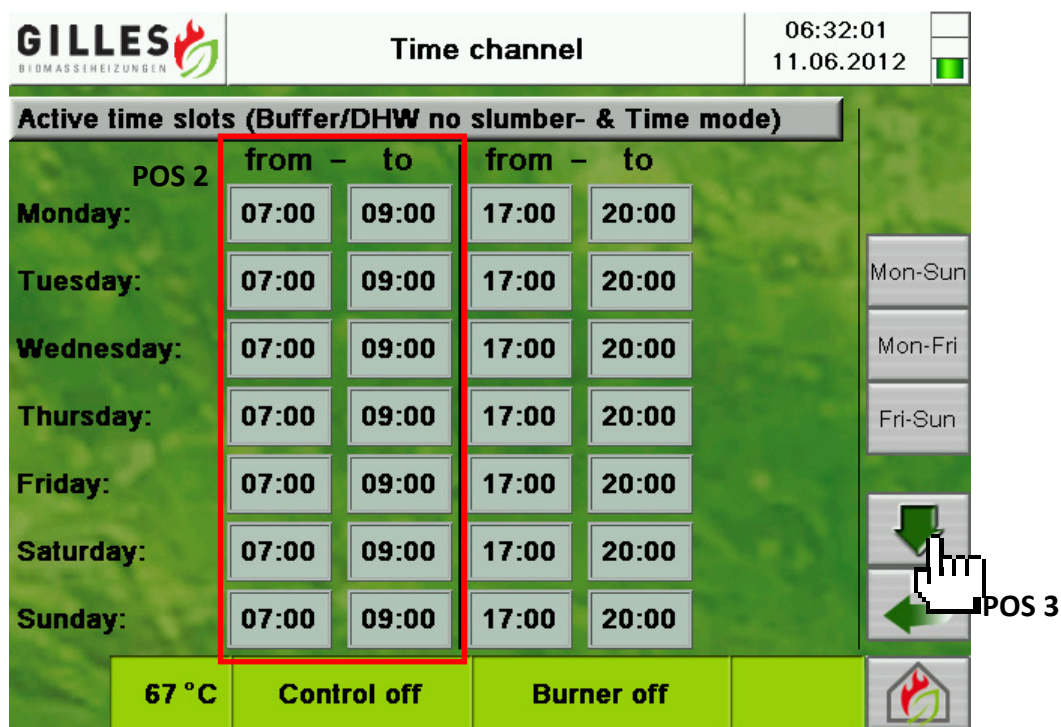 GILLES
BIOMASSEHEIZUNGEN
Time channel
06:32:01
11.06.2012
Active time slots (Buffer/DHW no slumber- & Time mode)
POS 2
from – to from – to
Monday: 07:00 09:00 17:00 20:00
Tuesday: 07:00 09:00 17:00 20:00
Wednesday: 07:00 09:00 17:00 20:00
Thursday: 07:00 09:00 17:00 20:00
Friday: 07:00 09:00 17:00 20:00
Saturday: 07:00 09:00 17:00 20:00
Sunday: 07:00 09:00 17:00 20:00
Mon-Sun
Mon-Fri
Fri-Sun
POS 3
67 °C Control off Burner off